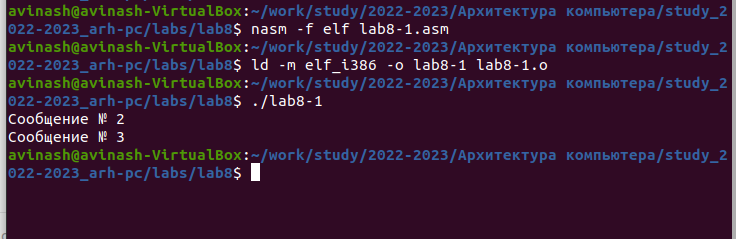 avinash@avinash-VirtualBox:~/work/study/2022-2023/Архитектура компьютера/study_2
022-2023_arh-pc/labs/lab8$ nasm -f elf lab8-1.asm
avinash@avinash-VirtualBox:~/work/study/2022-2023/Архитектура компьютера/study_2
022-2023_arh-pc/labs/lab8$ ld -m elf_i386 -o lab8-1 lab8-1.o
avinash@avinash-VirtualBox:~/work/study/2022-2023/Архитектура компьютера/study_2
022-2023_arh-pc/labs/lab8$ ./lab8-1
Сообщение № 2
Сообщение № 3
avinash@avinash-VirtualBox:~/work/study/2022-2023/Архитектура компьютера/study_2
022-2023_arh-pc/labs/lab8$